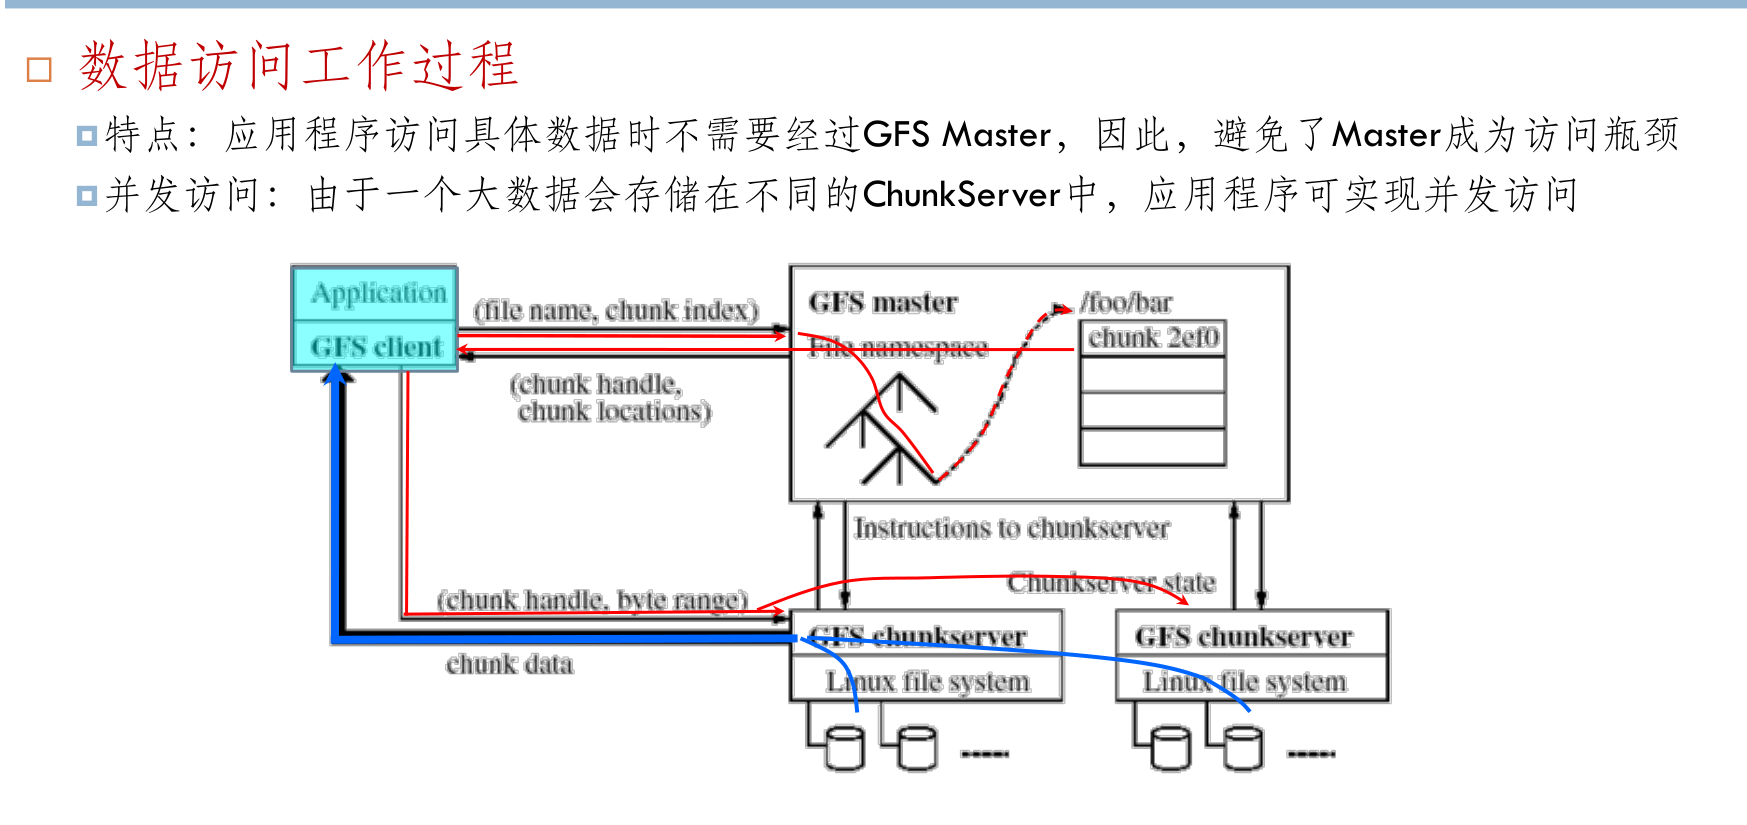 数据访问工作过程
特点：应用程序访问具体数据时不需要经过GFS Master，因此，避免了Master成为访问瓶颈
并发访问：由于一个大数据会存储在不同的ChunkServer中，应用程序可实现并发访问
Application
GFS client
(file name, chunk index)
(chunk handle,
chunk locations)
GFS master
File namespace
/foo/bar
chunk 2ef0
Instructions to chunkserver
Chunkserver state
(chunk handle, byte range)
chunk data
GFS chunkserver
Linux file system
GFS chunkserver
Linux file system